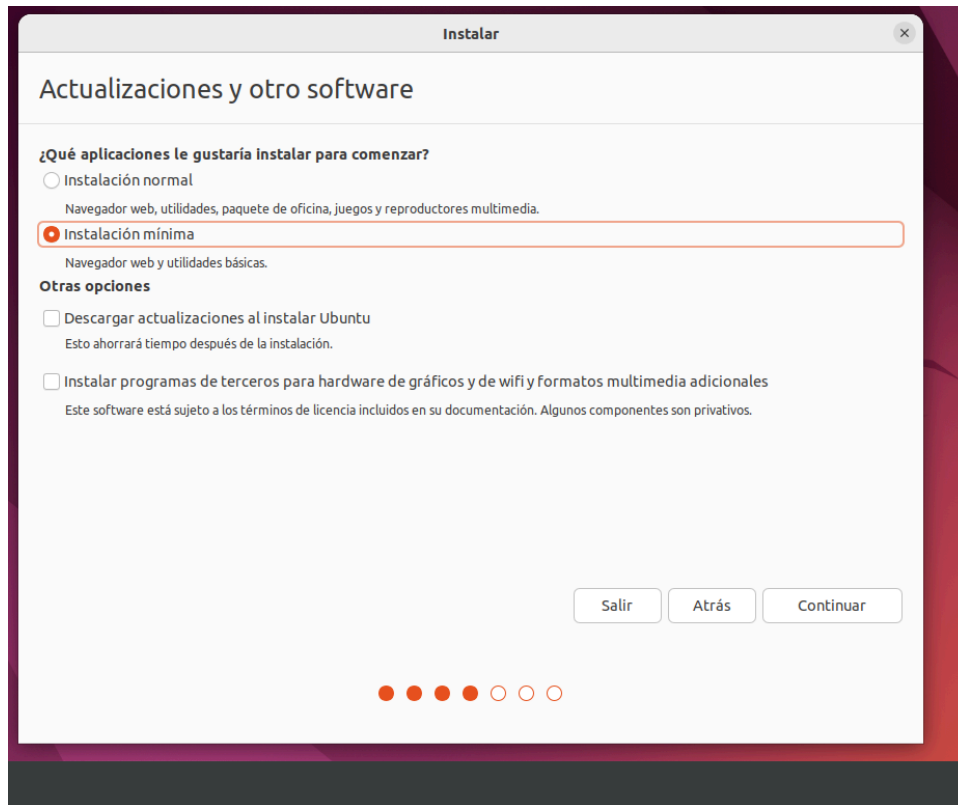 Instalar
Actualizaciones y otro software
¿Qué aplicaciones le gustaría instalar para comenzar?
Instalación normal
Navegador web, utilidades, paquete de oficina, juegos y reproductores multimedia.
Instalación mínima
Navegador web y utilidades básicas.
Otras opciones
Descargar actualizaciones al instalar Ubuntu
Esto ahorrará tiempo después de la instalación.
Instalar programas de terceros para hardware de gráficos y de wifi y formatos multimedia adicionales
Este software está sujeto a los términos de licencia incluidos en su documentación. Algunos componentes son privativos.
Salir Atrás Continuar